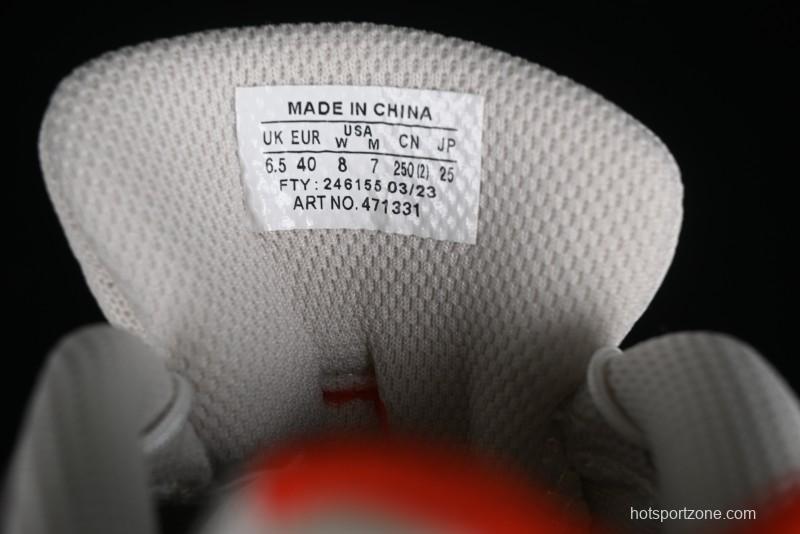 MADE IN CHINA
UK EUR USA W M CN JP
6.5 40 8 7 250(2) 25
FTY: 246155 03/23
ART NO. 471331
hotsportzone.com